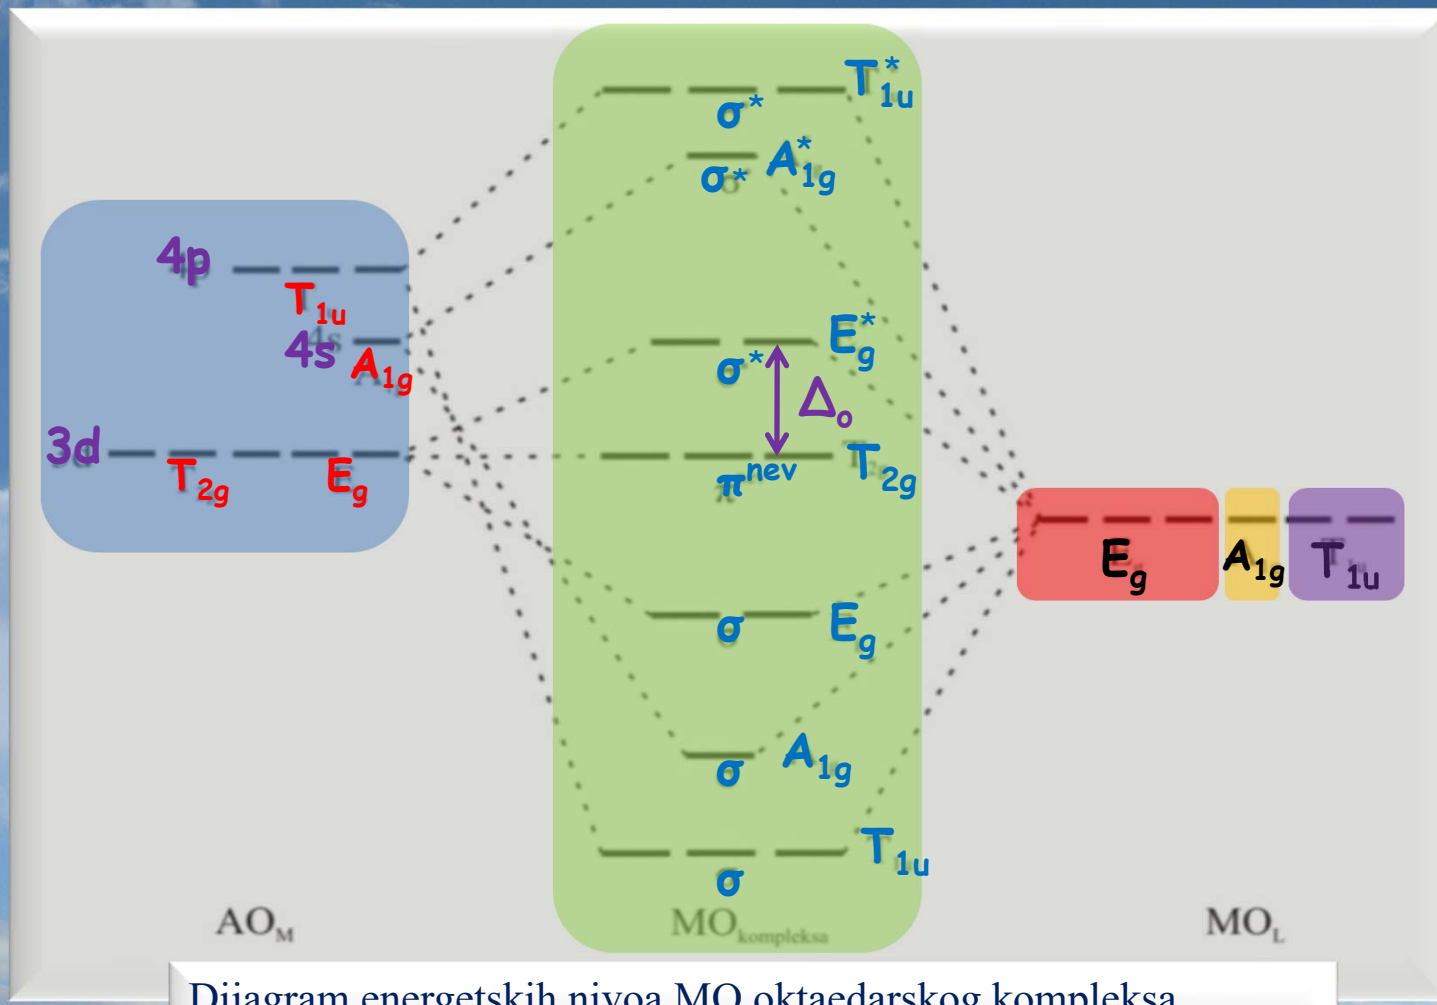 T*1u
σ*
A*1g
σ*
4p
T1u
4s
A1g
E*g
σ*
Δo
3d
T2g
Eg
πnev
T2g
Eg
A1g
T1u
σ
Eg
σ
A1g
σ
T1u
AOM
MOkompleksa
MOL
Dijagram energetskih nivoa MO oktaedarskog kompleksa